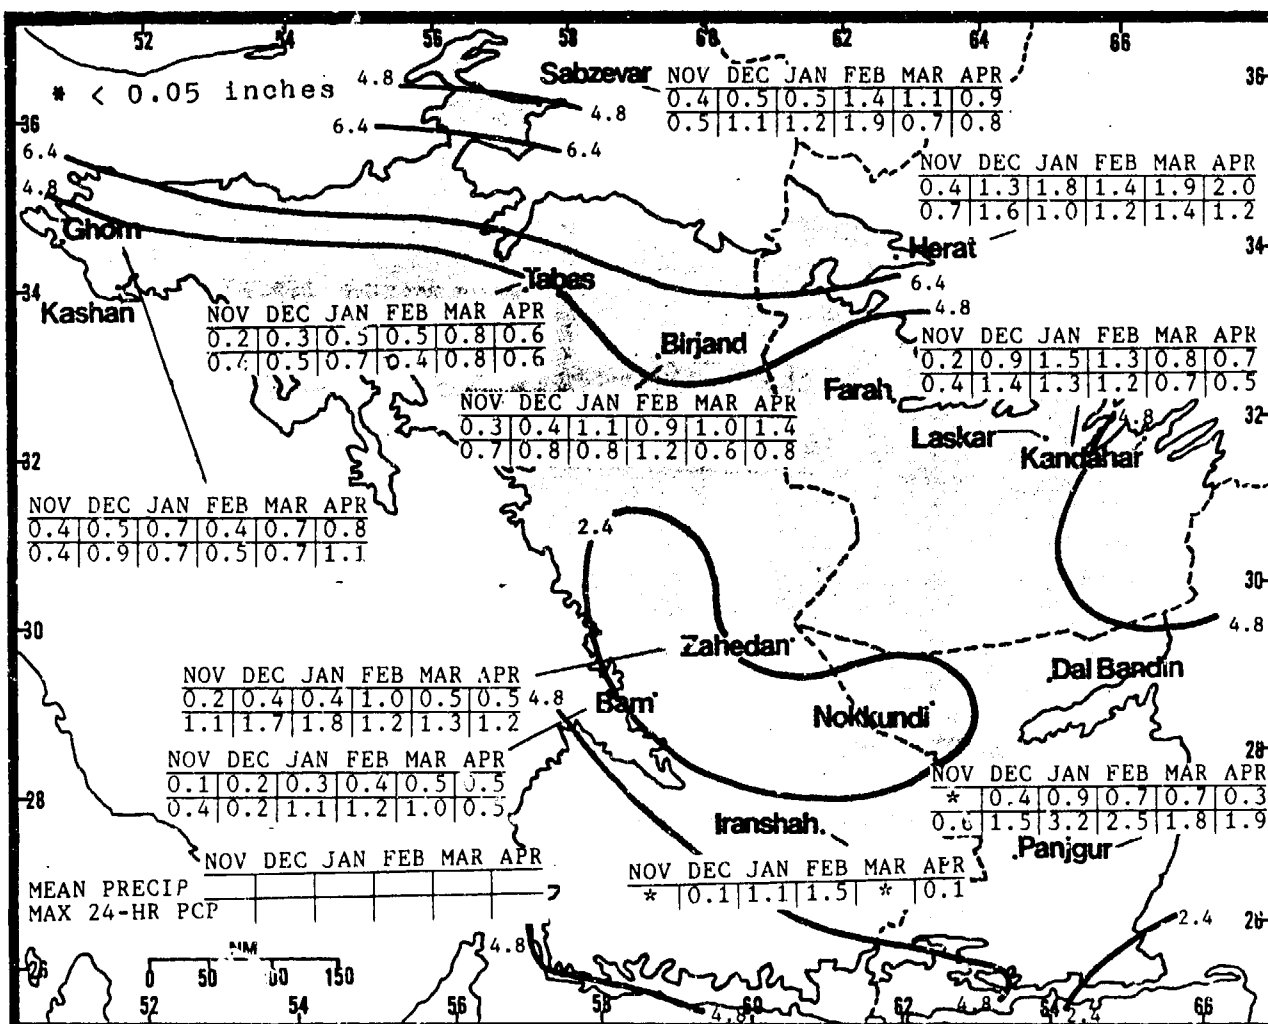 52 54 56 58 60 62 64 66
* < 0.05 inches
4.8
4.8
Sabzevar
NOV DEC JAN FEB MAR APR
0.4 0.5 0.5 1.4 1.1 0.9
0.5 1.1 1.2 1.9 0.7 0.8
36
36
6.4
6.4
6.4
4.8
NOV DEC JAN FEB MAR APR
0.4 1.3 1.8 1.4 1.9 2.0
0.7 1.6 1.0 1.2 1.4 1.2
Ghom
Herat
34
6.4
34
Tabas
Kashan
4.8
NOV DEC JAN FEB MAR APR
0.2 0.3 0.5 0.5 0.8 0.6
0.4 0.5 0.7 0.4 0.8 0.6
Birjand
NOV DEC JAN FEB MAR APR
0.2 0.9 1.5 1.3 0.8 0.7
0.4 1.4 1.3 1.2 0.7 0.5
Farah
NOV DEC JAN FEB MAR APR
0.3 0.4 1.1 0.9 1.0 1.4
0.7 0.8 0.8 1.2 0.6 0.8
32
4.8
Laskar
Kandahar
32
NOV DEC JAN FEB MAR APR
0.4 0.5 0.7 0.4 0.7 0.8
0.4 0.9 0.7 0.5 0.7 1.1
2.4
30
30
4.8
Zahedan
Dal Bandin
NOV DEC JAN FEB MAR APR
0.2 0.4 0.4 1.0 0.5 0.5
1.1 1.7 1.8 1.2 1.3 1.2
4.8
Bam
Nokkundi
28
NOV DEC JAN FEB MAR APR
0.1 0.2 0.3 0.4 0.5 0.5
0.4 0.2 1.1 1.2 1.0 0.5
NOV DEC JAN FEB MAR APR
* 0.4 0.9 0.7 0.7 0.3
0.6 1.5 3.2 2.5 1.8 1.9
28
Iranshah
Panjgur
NOV DEC JAN FEB MAR APR
MEAN PRECIP
MAX 24-HR PCP
NOV DEC JAN FEB MAR APR
* 0.1 1.1 1.5 * 0.1
2.4
26
4.8
NM
0 50 100 150
26
4.8
4.8
2.4
52 54 56 58 60 62 64 66